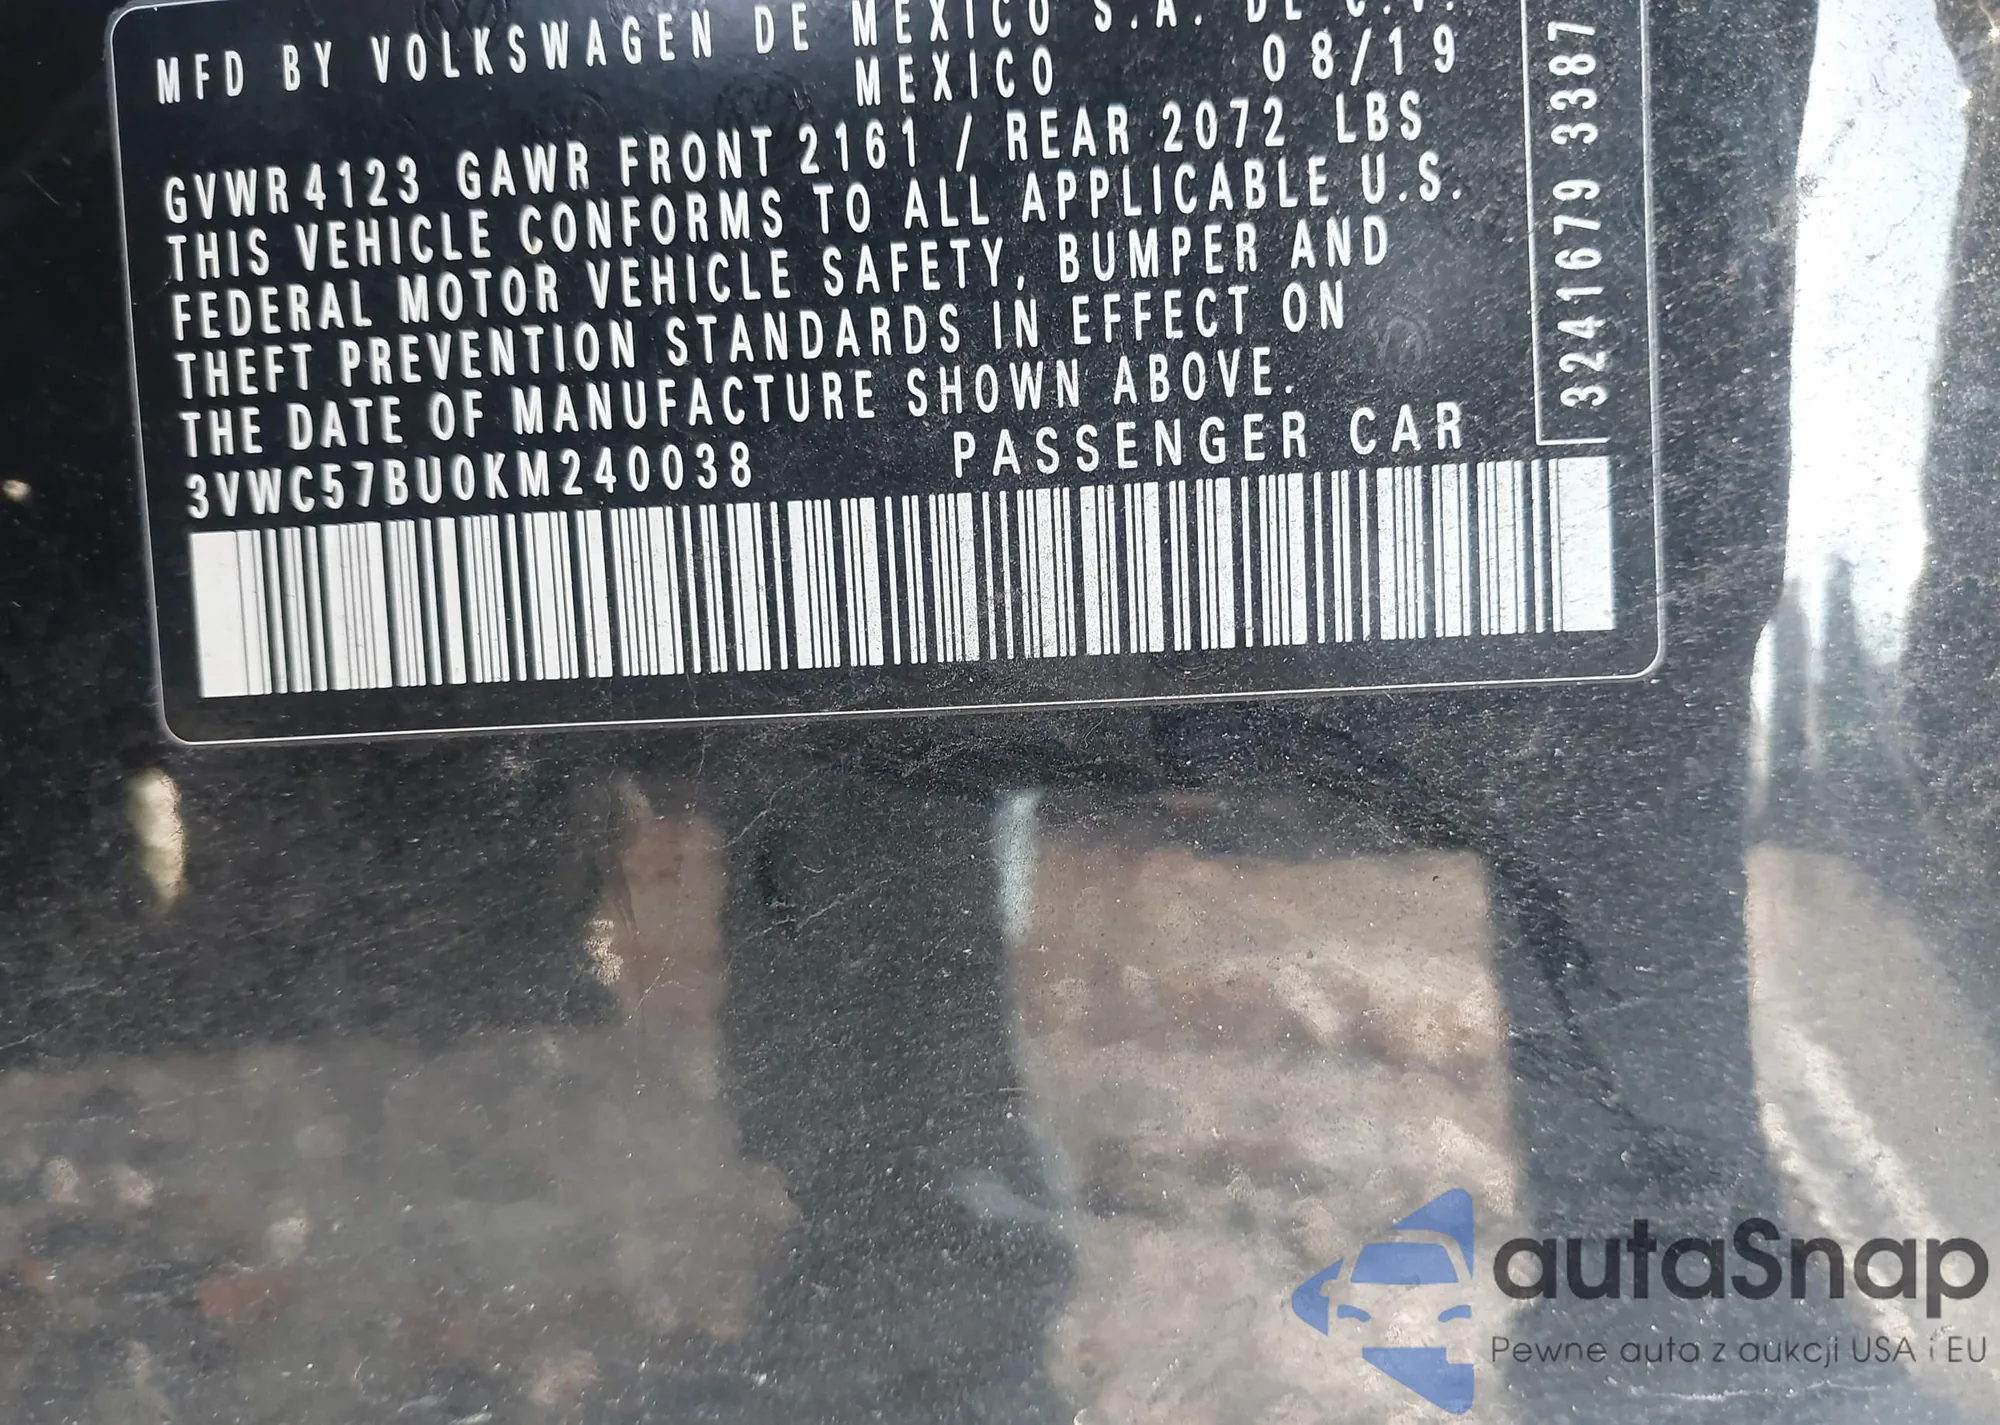 MFD BY VOLKSWAGEN DE MEXICO S.A. DE C.V.
MEXICO 08/19
GVWR 4123 GAWR FRONT 2161 / REAR 2072 LBS
THIS VEHICLE CONFORMS TO ALL APPLICABLE U.S.
FEDERAL MOTOR VEHICLE SAFETY, BUMPER AND
THEFT PREVENTION STANDARDS IN EFFECT ON
THE DATE OF MANUFACTURE SHOWN ABOVE.
3VWC57BU0KM240038 PASSENGER CAR
3241679 3387
autaSnap
Pewne auta z aukcji USA i EU